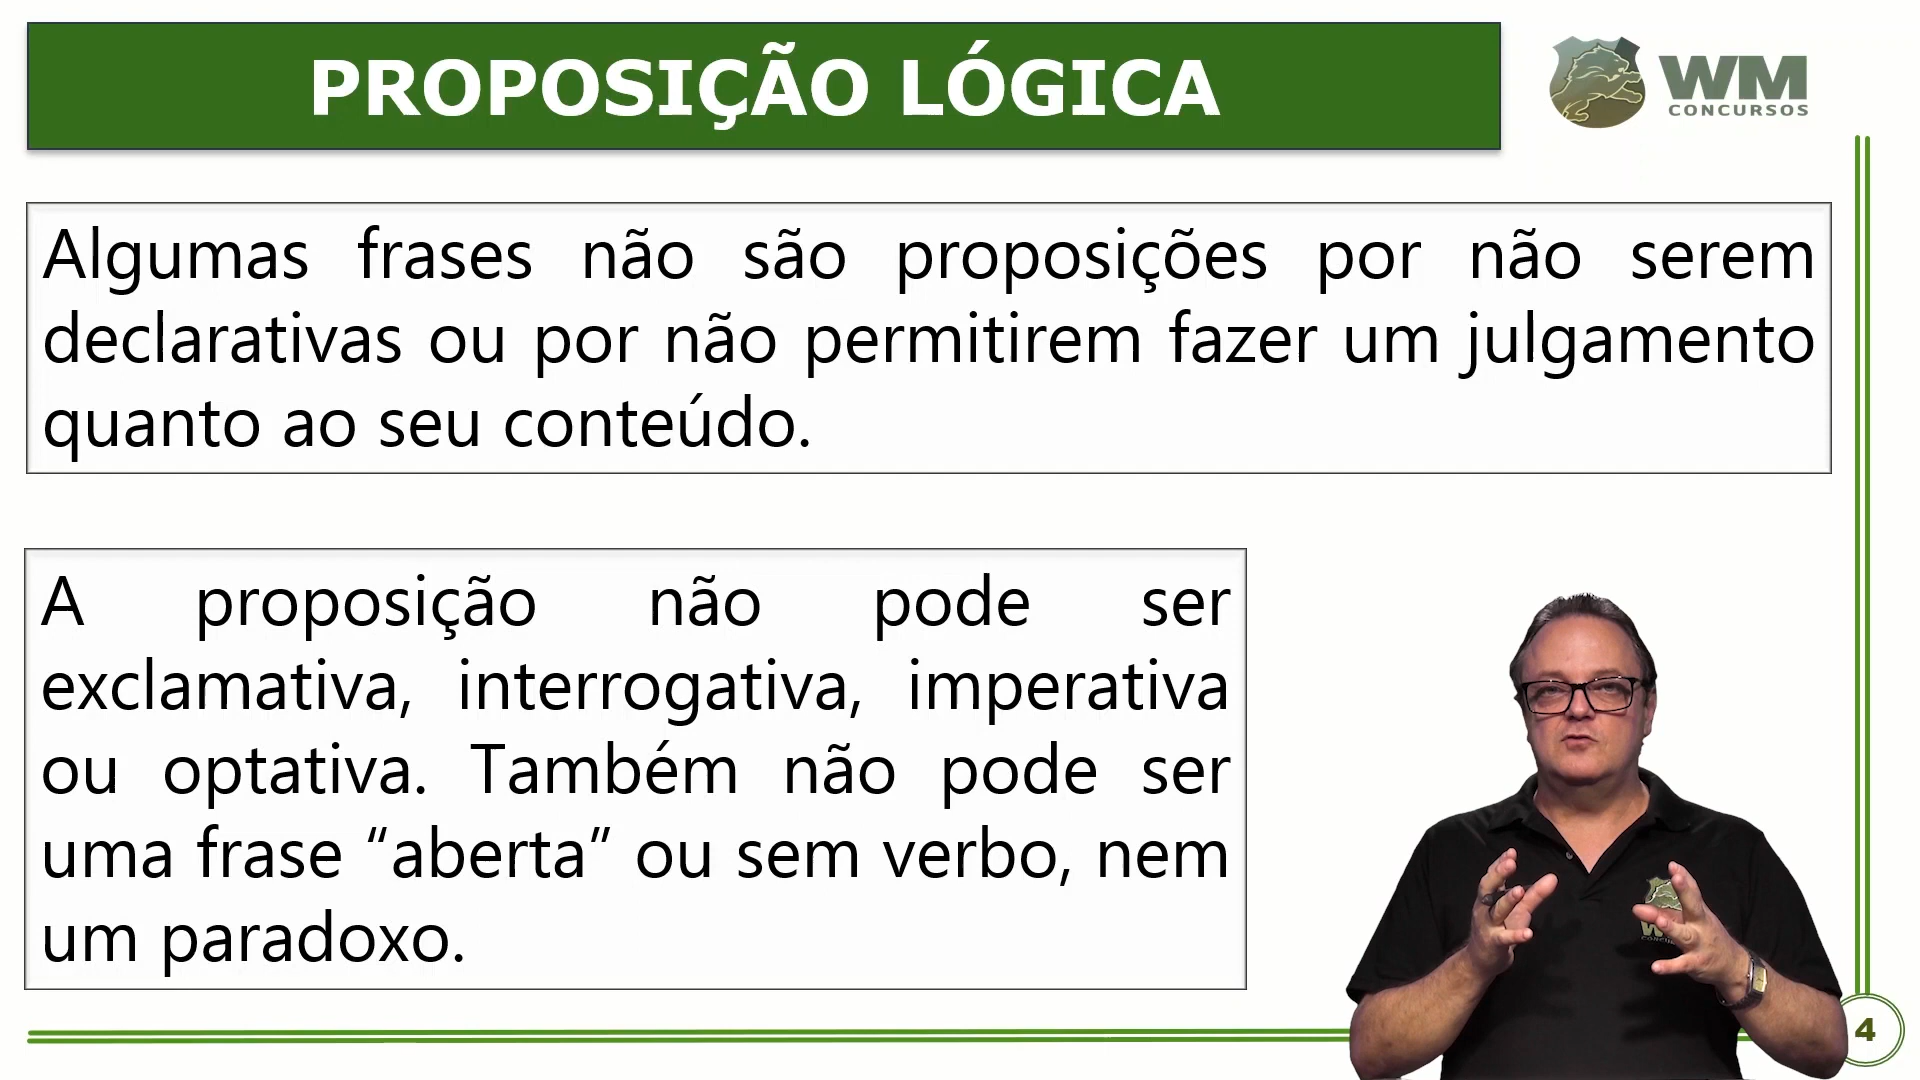 PROPOSIÇÃO LÓGICA
WM
CONCURSOS
Algumas frases não são proposições por não serem
declarativas ou por não permitirem fazer um julgamento
quanto ao seu conteúdo.
A proposição não pode ser
exclamativa, interrogativa, imperativa
ou optativa. Também não pode ser
uma frase “aberta” ou sem verbo, nem
um paradoxo.
4